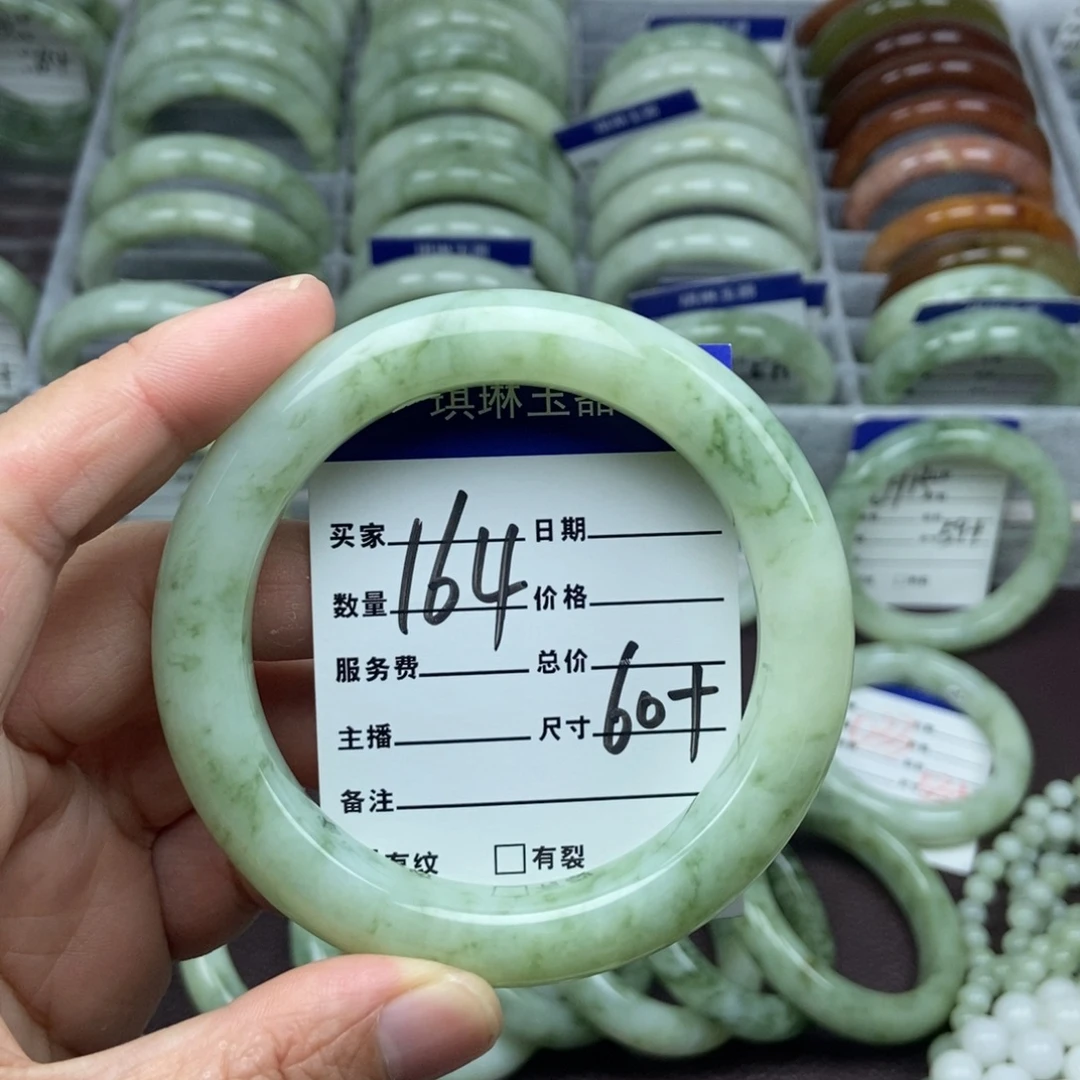 琪琳玉器
买家 164 日期
数量 价格
服务费 总价
主播 尺寸 60+
备注
有纹 有裂
59+